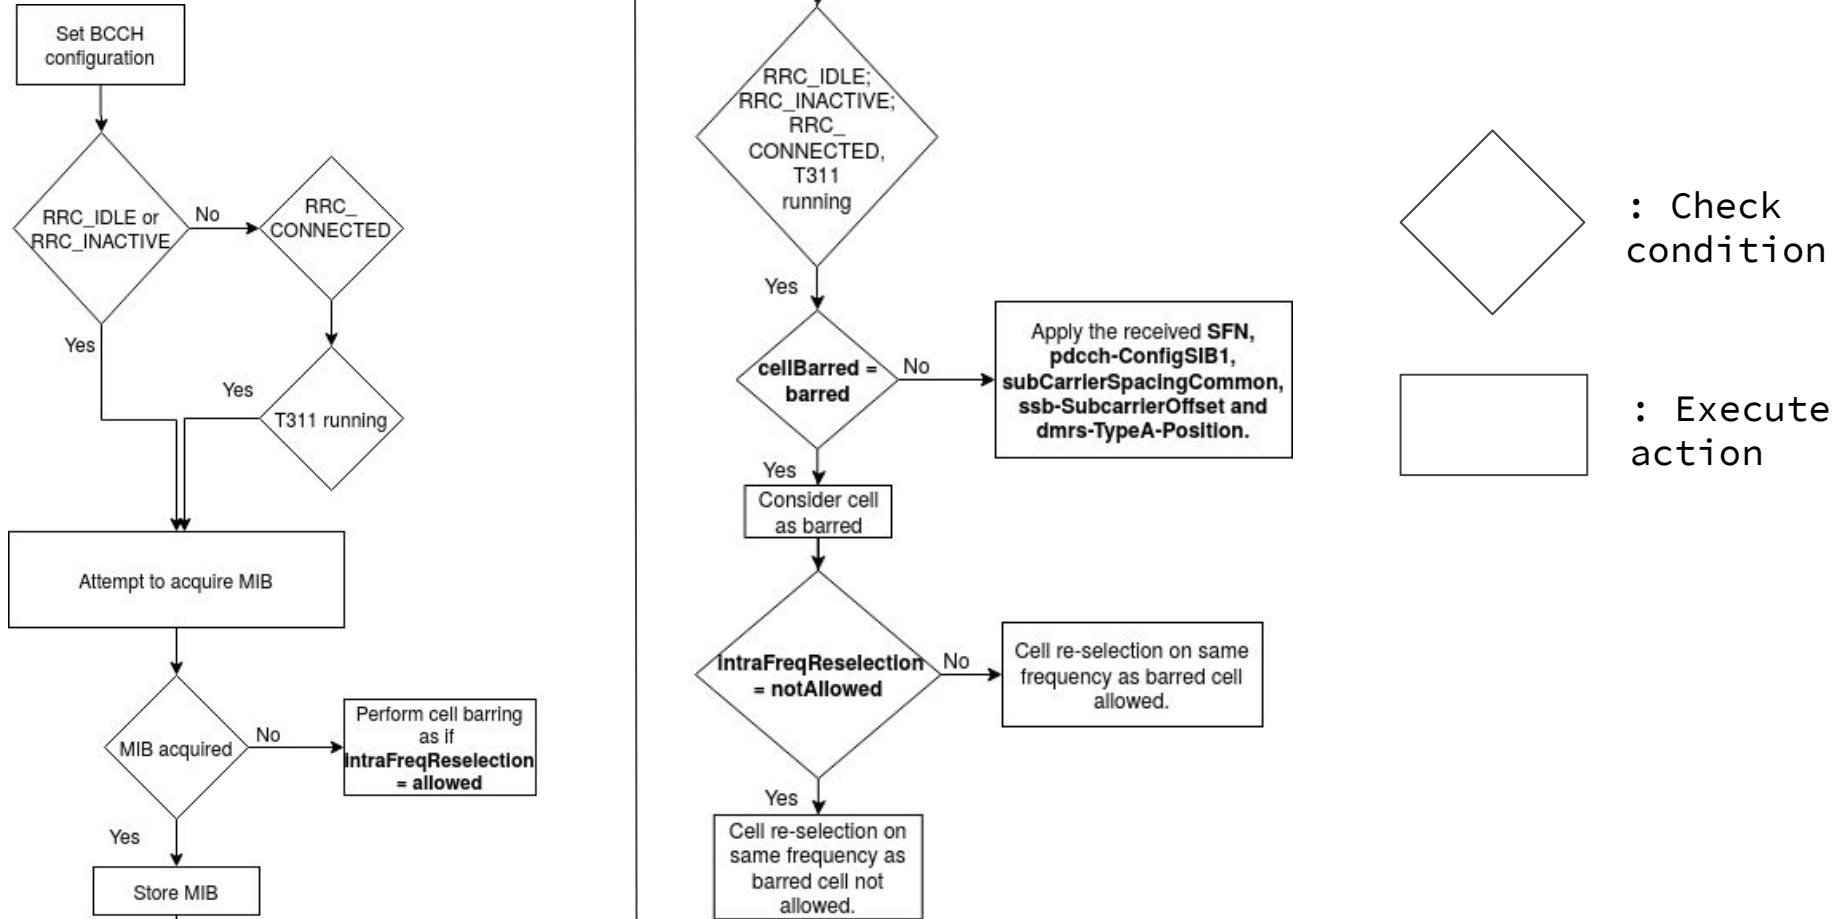 Set BCCH
configuration
RRC_IDLE or
RRC_INACTIVE
No
RRC_
CONNECTED
Yes
Yes
T311 running
Attempt to acquire MIB
MIB acquired
No
Perform cell barring
as if
intraFreqReselection
= allowed
Yes
Store MIB
RRC_IDLE;
RRC_INACTIVE;
RRC_
CONNECTED,
T311
running
Yes
cellBarred =
barred
No
Apply the received SFN,
pdcch-ConfigSIB1,
subCarrierSpacingCommon,
ssb-SubcarrierOffset and
dmrs-TypeA-Position.
Yes
Consider cell
as barred
intraFreqReselection
= notAllowed
No
Cell re-selection on same
frequency as barred cell
allowed.
Yes
Cell re-selection on
same frequency as
barred cell not
allowed.
: Check
condition
: Execute
action